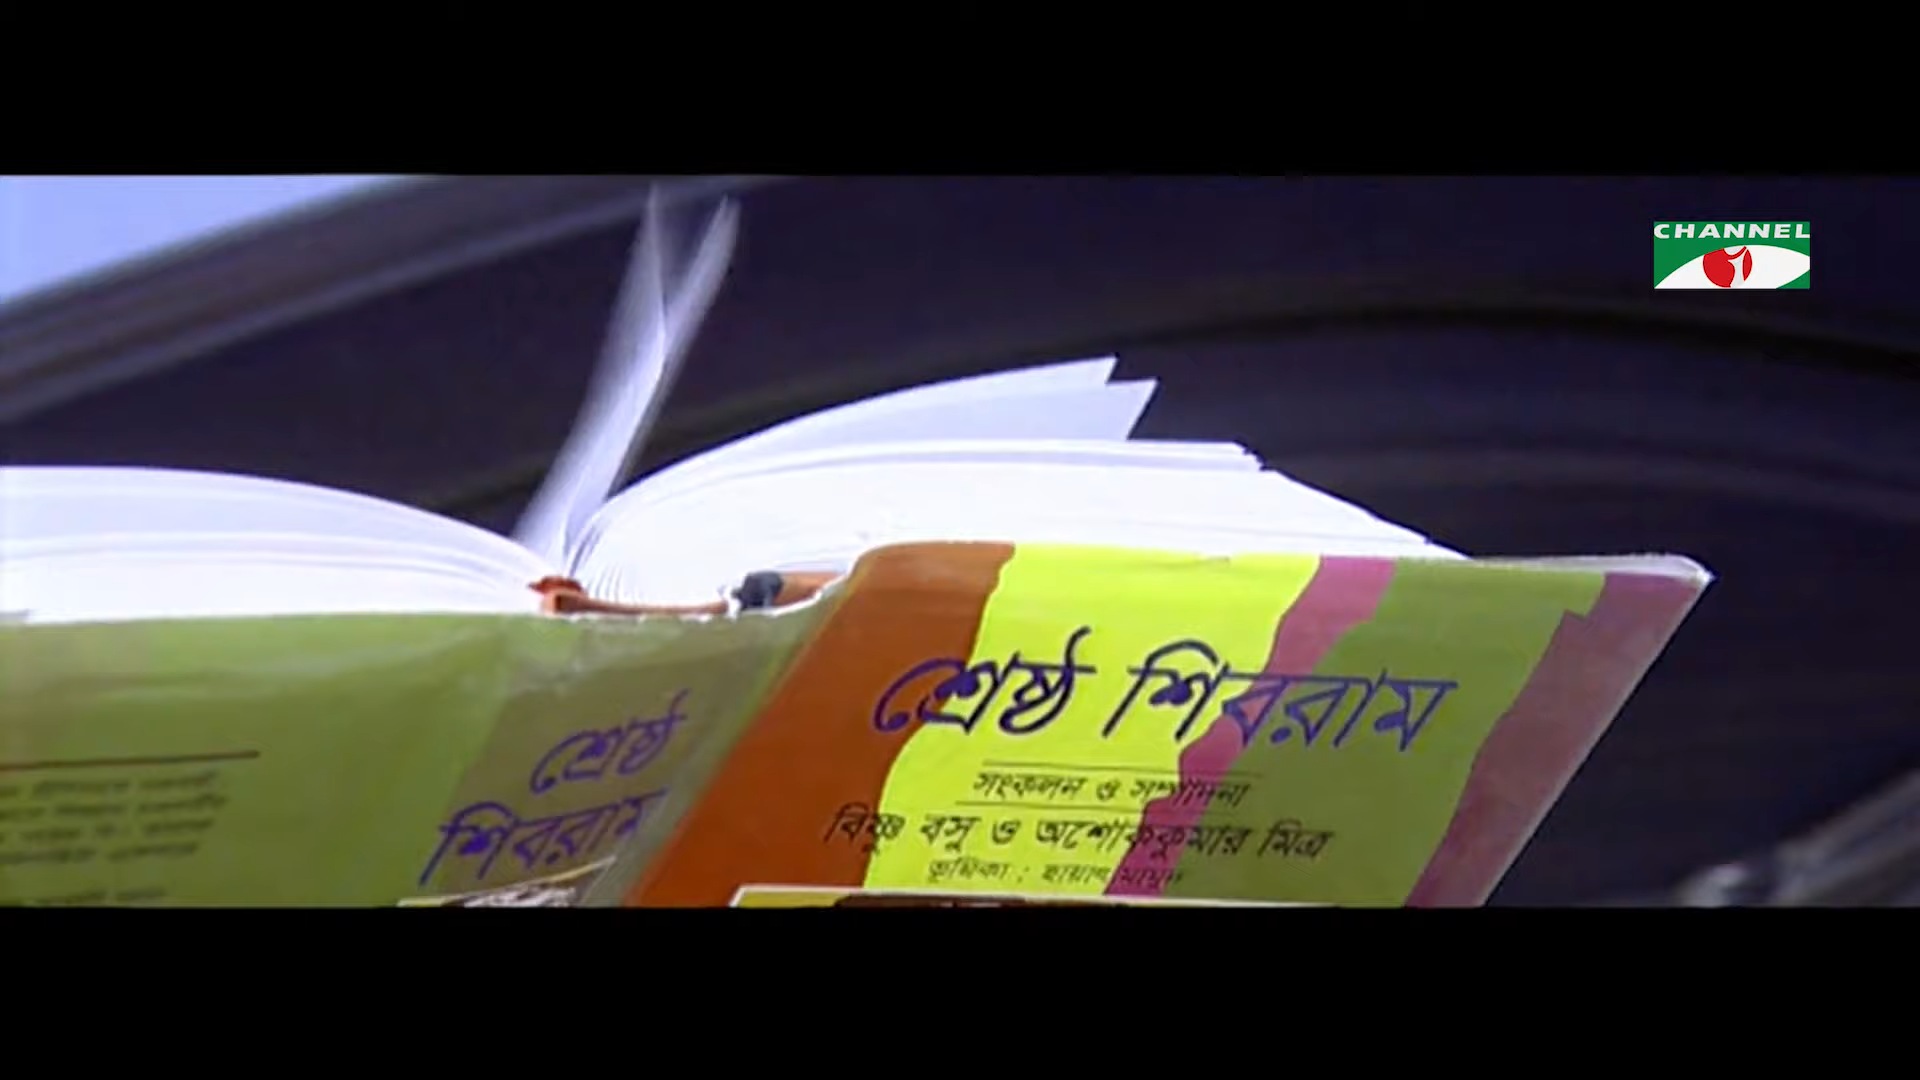 CHANNEL
শ্রেষ্ঠ শিবরাম
সংকলন ও সম্পাদনা
বিষ্ণু বসু ও অশোককুমার মিত্র
ভূমিকা : হায়াৎ মামুদ
শ্রেষ্ঠ
শিবরাম